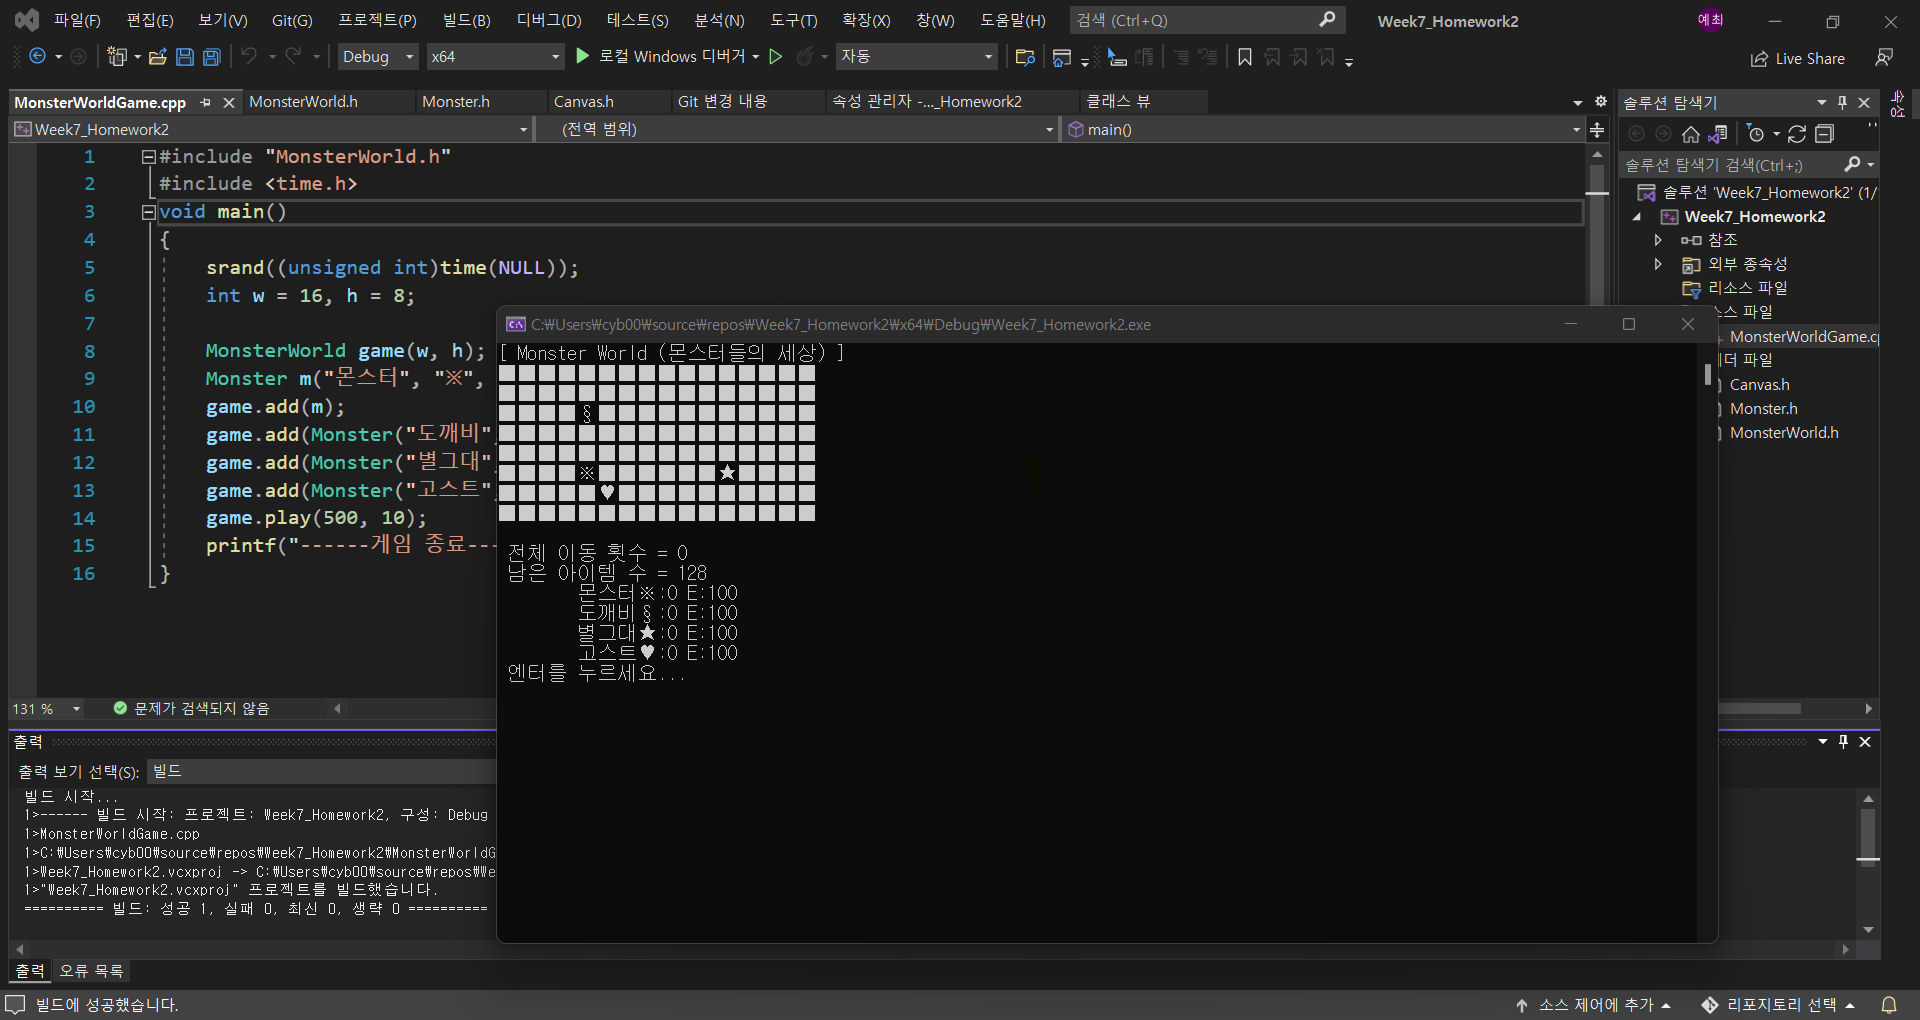 파일(F) 편집(E) 보기(V) Git(G) 프로젝트(P) 빌드(B) 디버그(D) 테스트(S) 분석(N) 도구(T) 확장(X) 창(W) 도움말(H) 검색 (Ctrl+Q) Week7_Homework2 예최
Debug x64 로컬 Windows 디버거 자동 Live Share
MonsterWorldGame.cpp MonsterWorld.h Monster.h Canvas.h Git 변경 내용 속성 관리자 -..._Homework2 클래스 뷰
Week7_Homework2 (전역 범위) main()
1 #include "MonsterWorld.h"
2 #include <time.h>
3 void main()
4 {
5 srand((unsigned int)time(NULL));
6 int w = 16, h = 8;
7
8 MonsterWorld game(w, h);
9 Monster m("몬스터", "※",
10 game.add(m);
11 game.add(Monster("도깨비"
12 game.add(Monster("별그대"
13 game.add(Monster("고스트"
14 game.play(500, 10);
15 printf("------게임 종료--
16 }
131 % 문제가 검색되지 않음
C:\Users\cyb00\source\repos\Week7_Homework2\x64\Debug\Week7_Homework2.exe
[ Monster World (몬스터들의 세상) ]
■■■■■■■■■■■■■■■■
■■■■■■■■■■■■■■■■
■■■■§■■■■■■■■■■■
■■■■■■■■■■■■■■■■
■■■■■■■■■■■■■■■■
■■■■※■■■■■■★■■■■
■■■■■♥■■■■■■■■■■
■■■■■■■■■■■■■■■■
전체 이동 횟수 = 0
남은 아이템 수 = 128
몬스터※:0 E:100
도깨비§:0 E:100
별그대★:0 E:100
고스트♥:0 E:100
엔터를 누르세요...
솔루션 탐색기
솔루션 탐색기 검색(Ctrl+;)
솔루션 'Week7_Homework2' (1/
Week7_Homework2
참조
외부 종속성
리소스 파일
스 파일
MonsterWorldGame.cp
더 파일
Canvas.h
Monster.h
MonsterWorld.h
속성
출력
출력 보기 선택(S): 빌드
빌드 시작...
1>------ 빌드 시작: 프로젝트: Week7_Homework2, 구성: Debug
1>MonsterWorldGame.cpp
1>C:\Users\cyb00\source\repos\Week7_Homework2\MonsterWorldG
1>Week7_Homework2.vcxproj -> C:\Users\cyb00\source\repos\We
1>"Week7_Homework2.vcxproj" 프로젝트를 빌드했습니다.
========== 빌드: 성공 1, 실패 0, 최신 0, 생략 0 ==========
출력 오류 목록
빌드에 성공했습니다. 소스 제어에 추가 리포지토리 선택